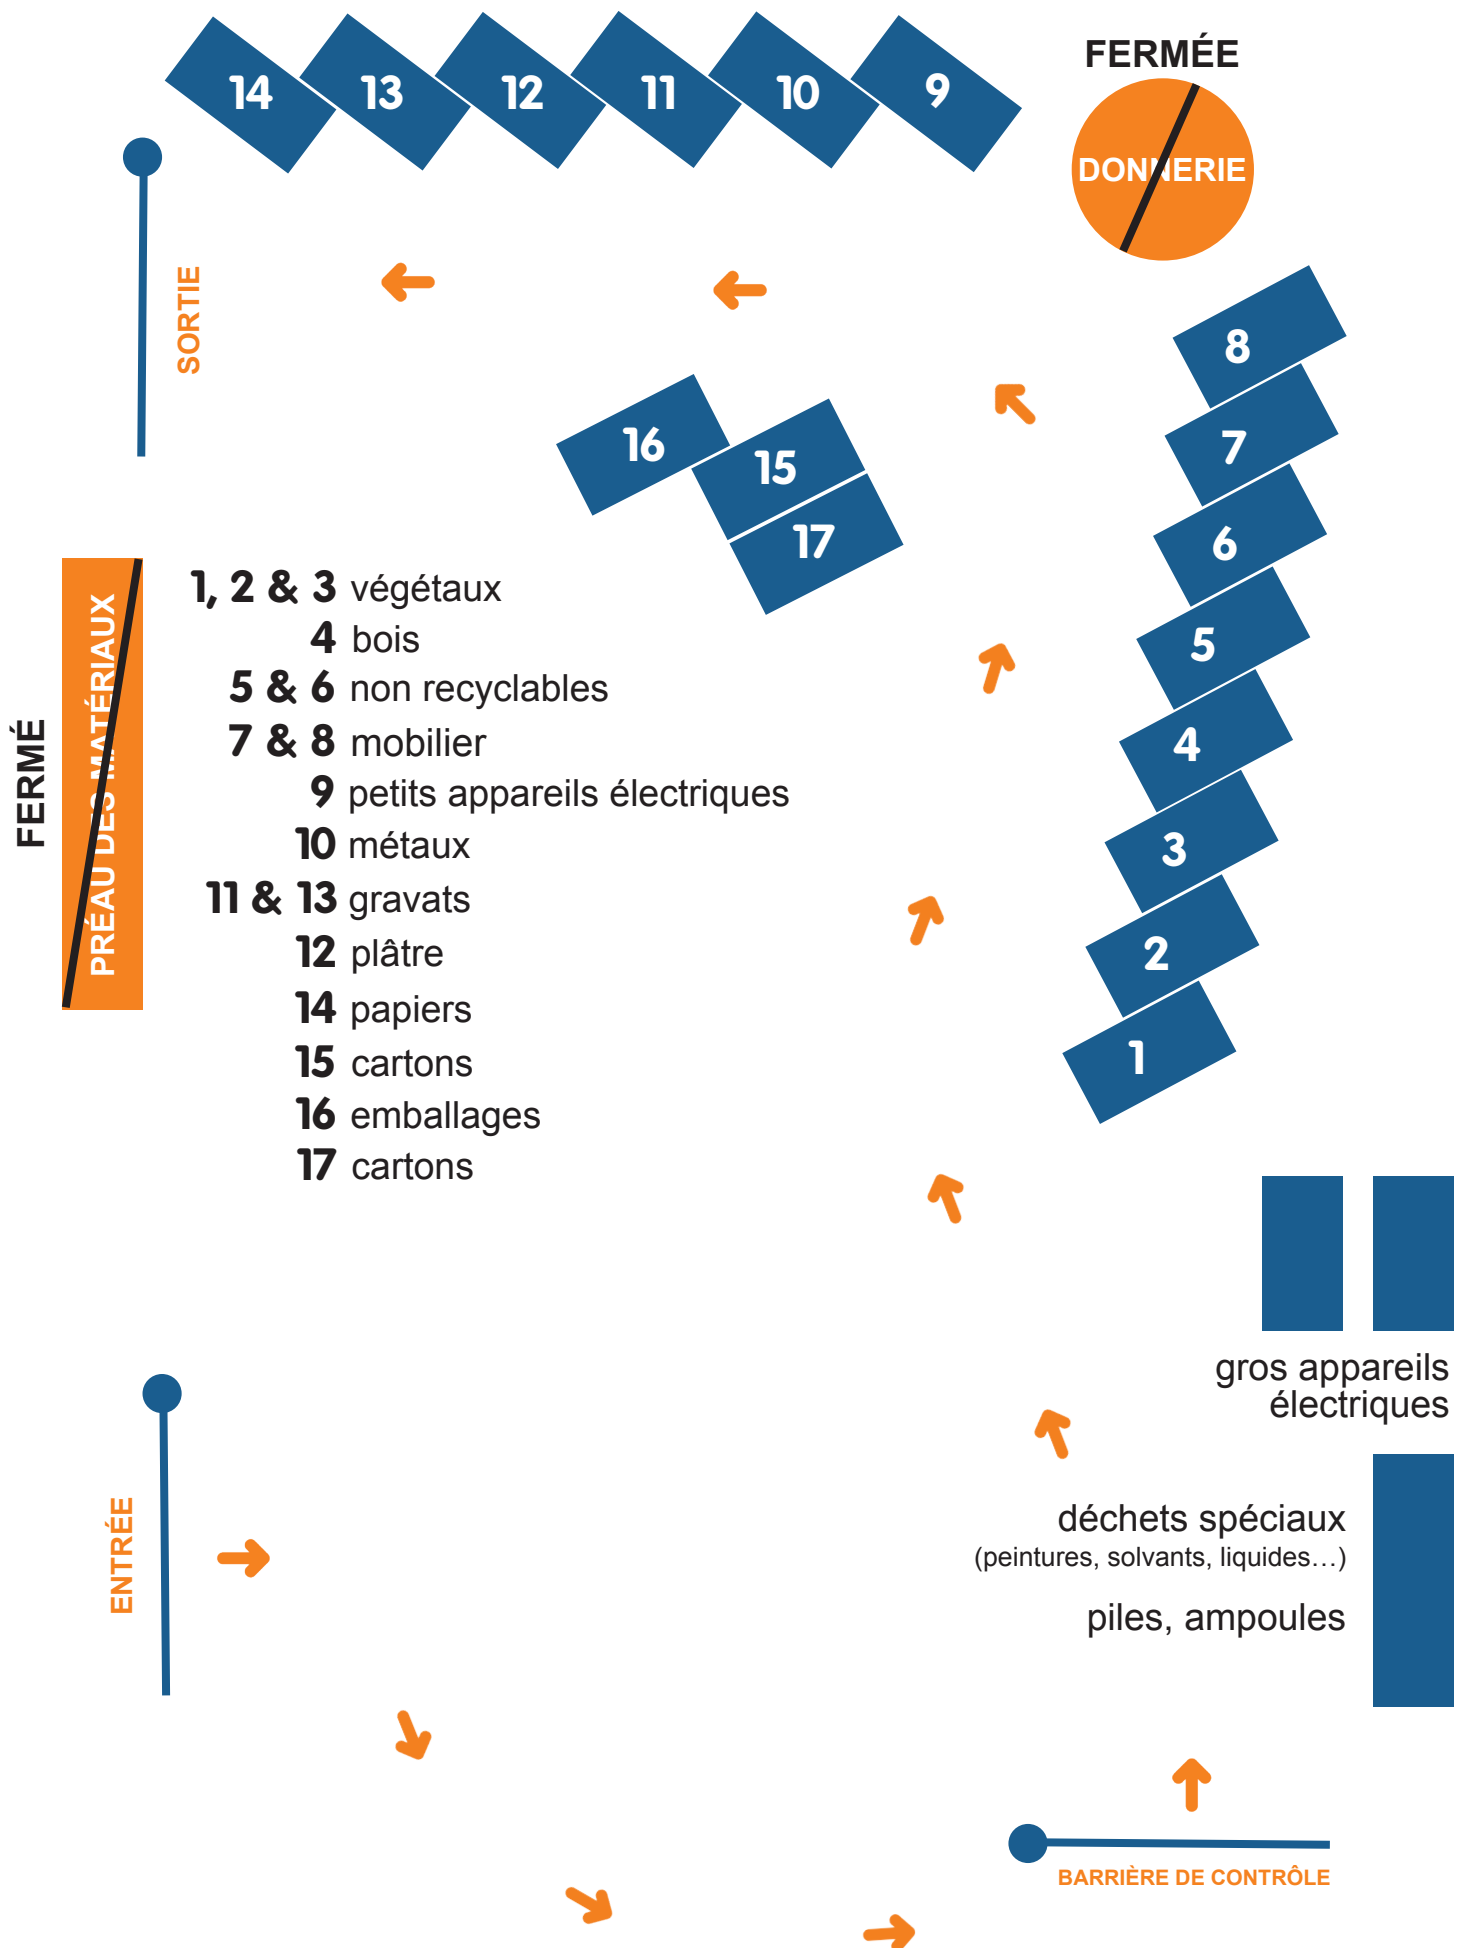 14
13
12
11
10
9
FERMÉE
DONNERIE
SORTIE
8
7
6
5
4
3
2
1
16
15
17
FERMÉ
PRÉAU DES MATÉRIAUX
1, 2 & 3 végétaux
4 bois
5 & 6 non recyclables
7 & 8 mobilier
9 petits appareils électriques
10 métaux
11 & 13 gravats
12 plâtre
14 papiers
15 cartons
16 emballages
17 cartons
gros appareils
électriques
déchets spéciaux
(peintures, solvants, liquides…)
piles, ampoules
ENTRÉE
BARRIÈRE DE CONTRÔLE